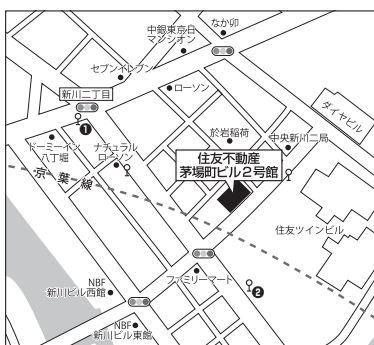 なか卯
中銀東京日
マンシオン
セブンイレブン
新川二丁目
ローソン
ダイヤビル
❶
ドーミーイン
八丁堀
ナチュラル
ローソン
於岩稲荷
中央新川二局
住友不動産
茅場町ビル2号館
京葉線
住友ツインビル
ファミリーマート
❷
NBF
新川ビル西館
NBF
新川ビル東館